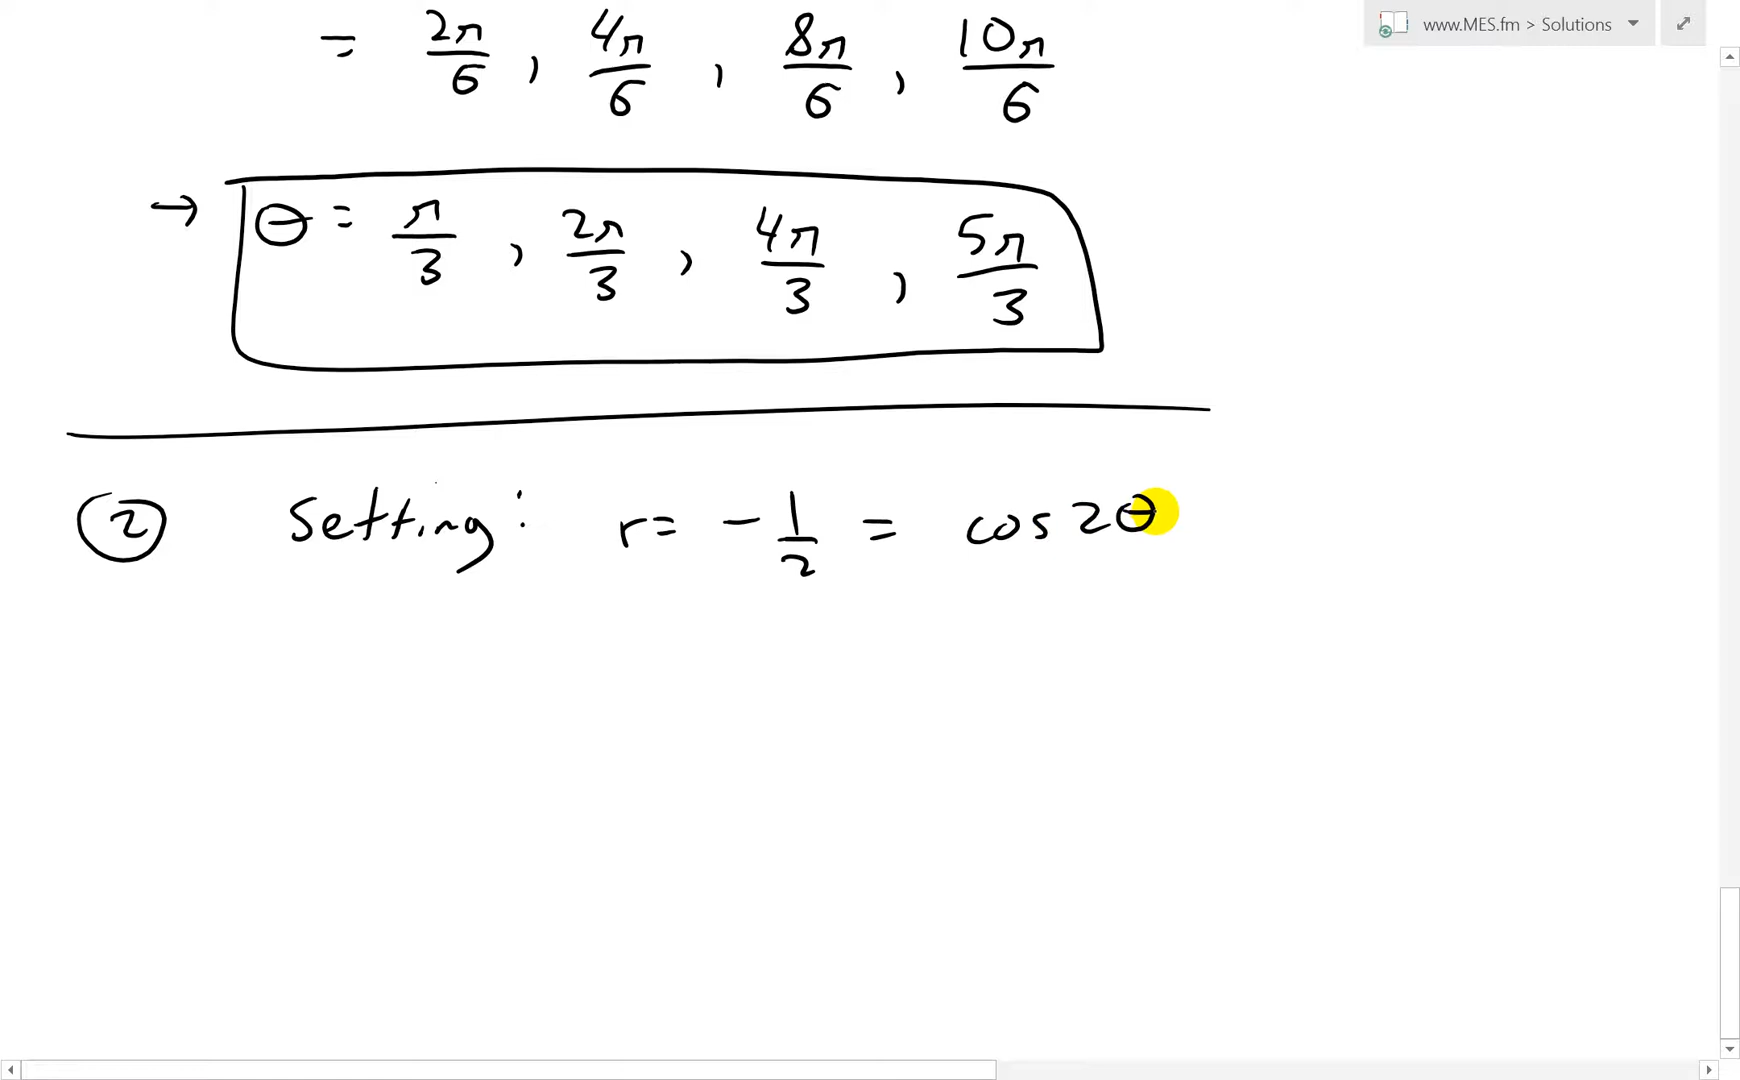 www.MES.fm > Solutions
= 2π/6 , 4π/6 , 8π/6 , 10π/6
→ θ = π/3 , 2π/3 , 4π/3 , 5π/3
② Setting: r = - 1/2 = cos 2θ